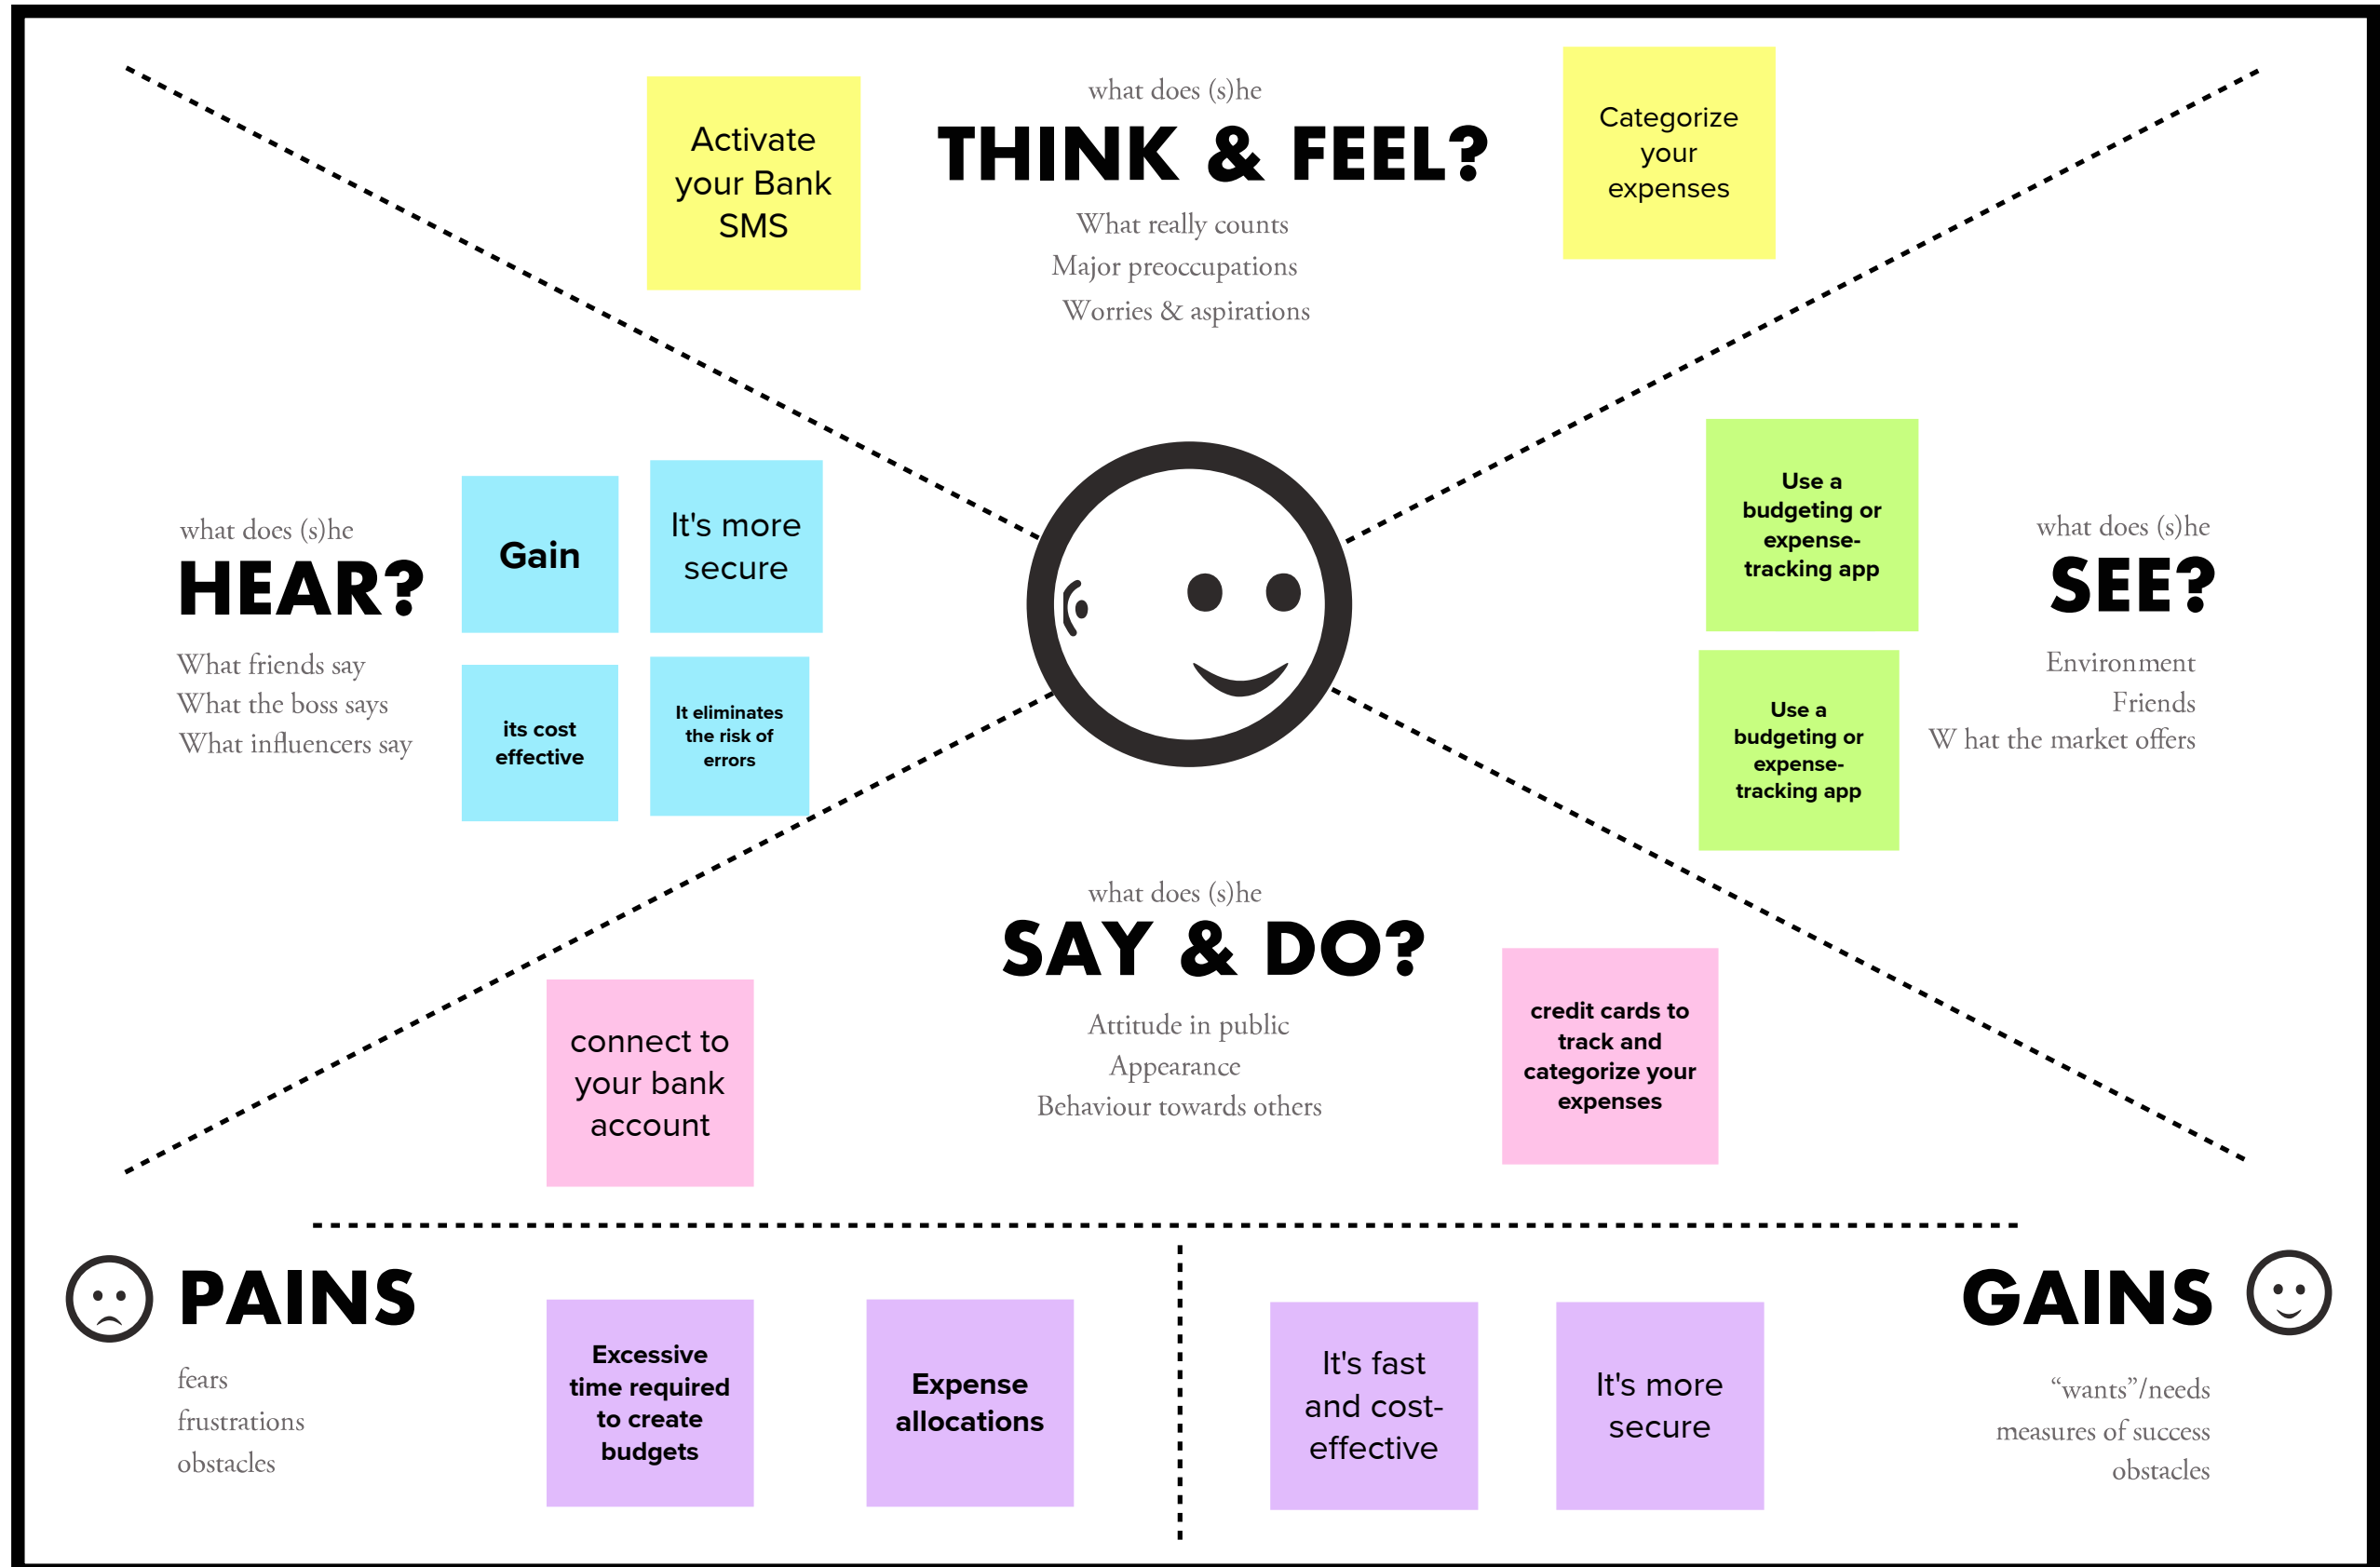 what does (s)he
THINK & FEEL?
What really counts
Major preoccupations
Worries & aspirations
Activate
your Bank
SMS
Categorize
your
expenses
what does (s)he
HEAR?
What friends say
What the boss says
What influencers say
Gain
It's more
secure
its cost
effective
It eliminates
the risk of
errors
Use a
budgeting or
expense-
tracking app
Use a
budgeting or
expense-
tracking app
what does (s)he
SEE?
Environment
Friends
W hat the market offers
what does (s)he
SAY & DO?
Attitude in public
Appearance
Behaviour towards others
connect to
your bank
account
credit cards to
track and
categorize your
expenses
PAINS
fears
frustrations
obstacles
Excessive
time required
to create
budgets
Expense
allocations
It's fast
and cost-
effective
It's more
secure
GAINS
“wants”/needs
measures of success
obstacles